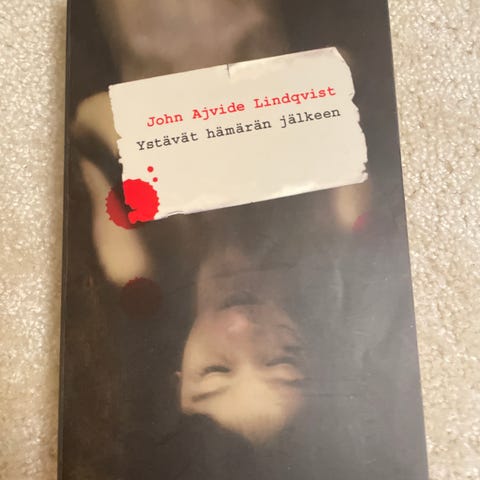 John Ajvide Lindqvist
Ystävät hämärän jälkeen